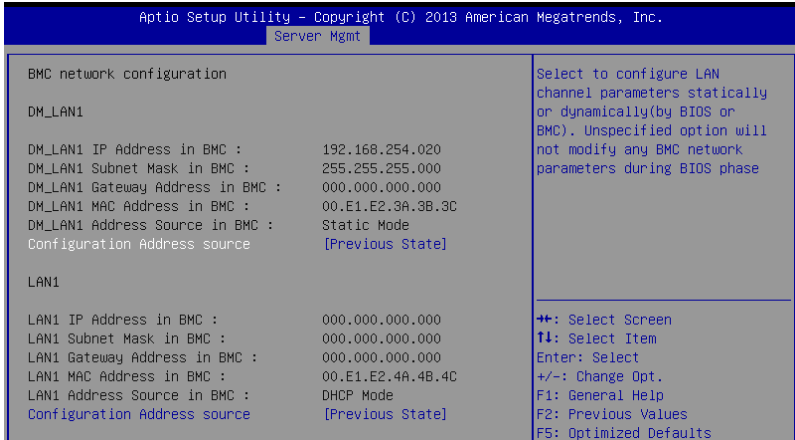 Aptio Setup Utility – Copyright (C) 2013 American Megatrends, Inc.
Server Mgmt
BMC network configuration
DM_LAN1
DM_LAN1 IP Address in BMC : 192.168.254.020
DM_LAN1 Subnet Mask in BMC : 255.255.255.000
DM_LAN1 Gateway Address in BMC : 000.000.000.000
DM_LAN1 MAC Address in BMC : 00.E1.E2.3A.3B.3C
DM_LAN1 Address Source in BMC : Static Mode
Configuration Address source [Previous State]
LAN1
LAN1 IP Address in BMC : 000.000.000.000
LAN1 Subnet Mask in BMC : 000.000.000.000
LAN1 Gateway Address in BMC : 000.000.000.000
LAN1 MAC Address in BMC : 00.E1.E2.4A.4B.4C
LAN1 Address Source in BMC : DHCP Mode
Configuration Address source [Previous State]
Select to configure LAN
channel parameters statically
or dynamically(by BIOS or
BMC). Unspecified option will
not modify any BMC network
parameters during BIOS phase
→←: Select Screen
↑↓: Select Item
Enter: Select
+/-: Change Opt.
F1: General Help
F2: Previous Values
F5: Optimized Defaults